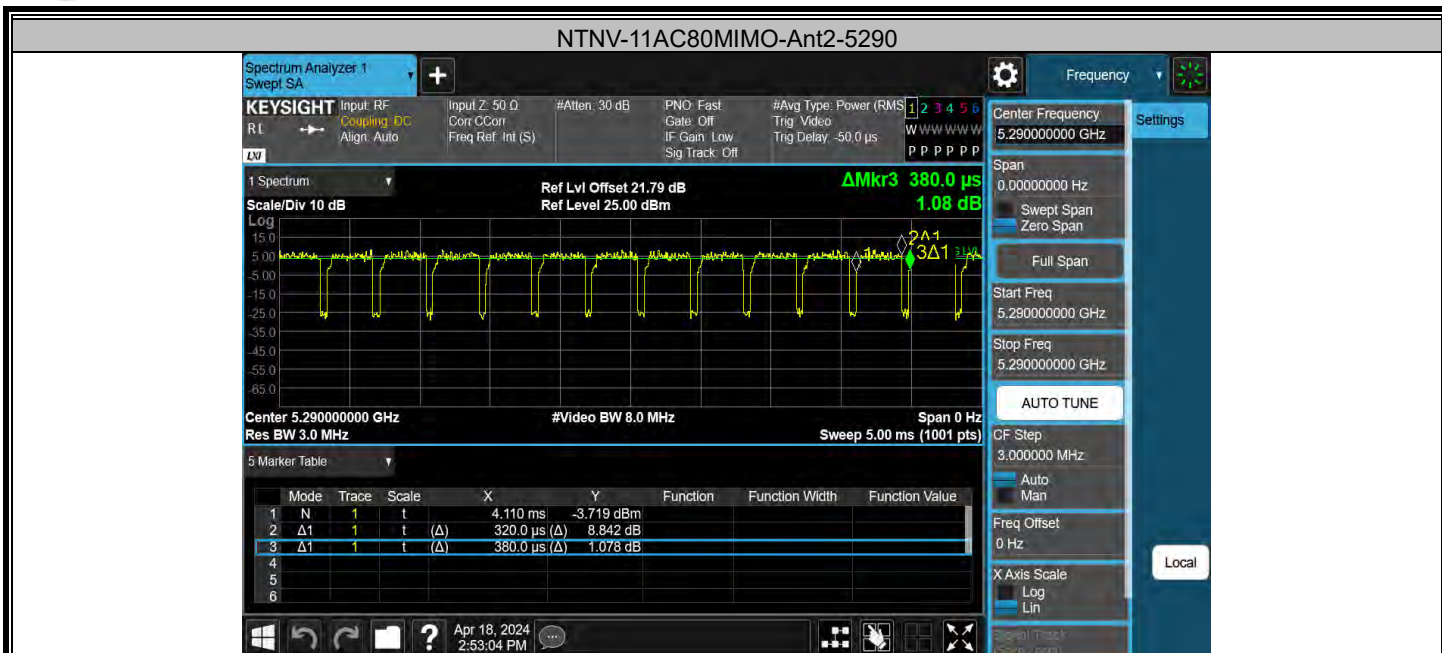 NTNV-11AC80MIMO-Ant2-5290
Spectrum Analyzer 1
Swept SA
Frequency
KEYSIGHT
RL
LXI
Input: RF
Coupling: DC
Align: Auto
Input Z: 50 Ω
Corr CCorr
Freq Ref: Int (S)
#Atten: 30 dB
PNO: Fast
Gate: Off
IF Gain: Low
Sig Track: Off
#Avg Type: Power (RMS
Trig: Video
Trig Delay: -50.0 µs
1 2 3 4 5 6
W W W W W W
P P P P P P
1 Spectrum
Scale/Div 10 dB
Ref Lvl Offset 21.79 dB
Ref Level 25.00 dBm
ΔMkr3 380.0 µs
1.08 dB
Log
15.0
5.00
-5.00
-15.0
-25.0
-35.0
-45.0
-55.0
-65.0
1
2Δ1
3Δ1
Center 5.290000000 GHz
#Video BW 8.0 MHz
Span 0 Hz
Res BW 3.0 MHz
Sweep 5.00 ms (1001 pts)
5 Marker Table
Mode Trace Scale X Y Function Function Width Function Value
1 N 1 t 4.110 ms -3.719 dBm
2 Δ1 1 t (Δ) 320.0 µs (Δ) 8.842 dB
3 Δ1 1 t (Δ) 380.0 µs (Δ) 1.078 dB
4
5
6
Apr 18, 2024
2:53:04 PM
Center Frequency
5.290000000 GHz
Settings
Span
0.00000000 Hz
Swept Span
Zero Span
Full Span
Start Freq
5.290000000 GHz
Stop Freq
5.290000000 GHz
AUTO TUNE
CF Step
3.000000 MHz
Auto
Man
Freq Offset
0 Hz
X Axis Scale
Log
Lin
Local
Signal Track